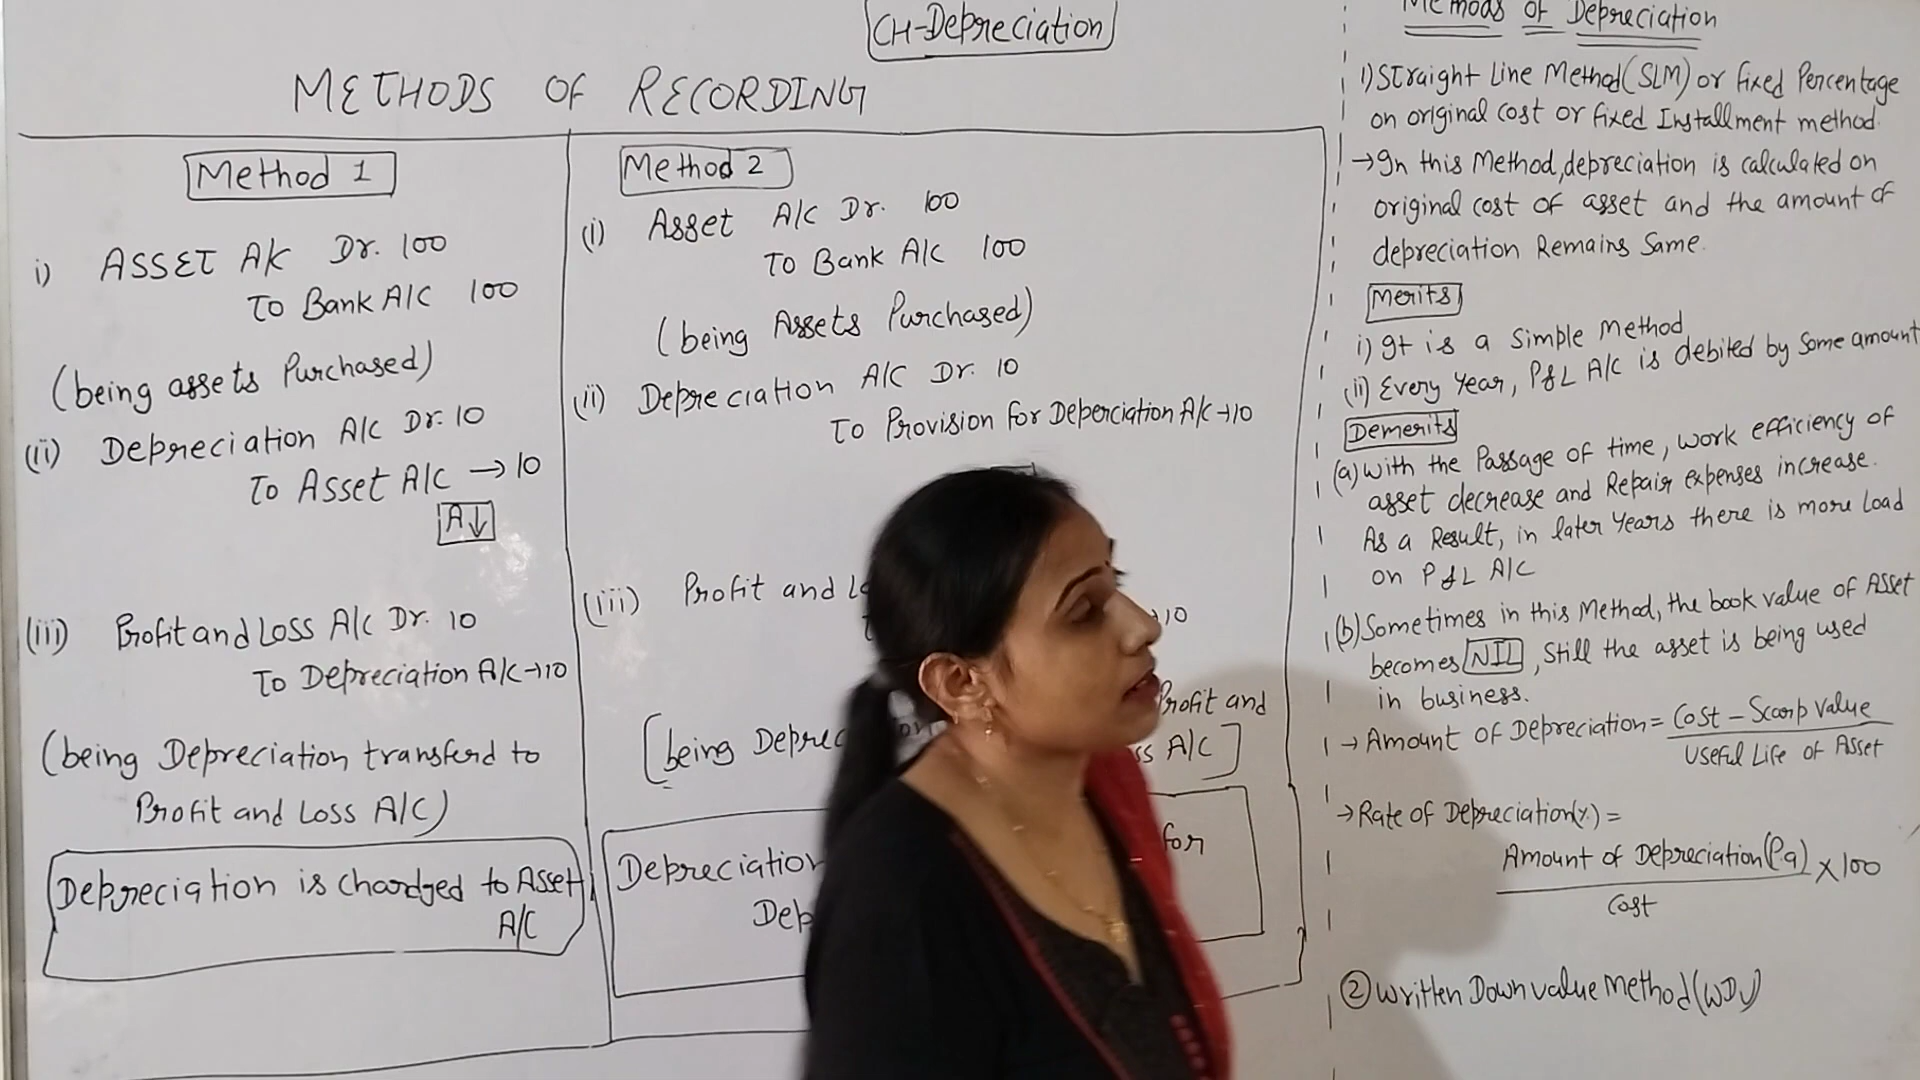 CH-Depreciation
METHODS OF RECORDING
Method 1
i) ASSET A/C Dr. 100
To Bank A/C 100
(being assets Purchased)
(ii) Depreciation A/C Dr. 10
To Asset A/C → 10
A↓
(iii) Profit and Loss A/C Dr. 10
To Depreciation A/C → 10
(being Depreciation transferd to
Profit and Loss A/C)
Depreciation is chardged to Asset
A/C
Method 2
(i) Asset A/C Dr. 100
To Bank A/C 100
(being Assets Purchased)
(ii) Depreciation A/C Dr. 10
To Provision for Deperciation A/C → 10
(iii) Profit and
10
Profit and
[being A/C]
Depreciation for
Methods of Depreciation
1) Straight Line Method (SLM) or fixed Percentage
on original cost or fixed Installment method.
→ In this Method, depreciation is calculated on
original cost of asset and the amount of
depreciation Remains Same.
Merits
i) It is a simple Method
(ii) Every Year, P&L A/C is debited by Some amount
Demerits
(a) With the Passage of time, work efficiency of
asset decrease and Repair expenses increase.
As a Result, in later Years there is more Load
on P&L A/C
(b) Sometimes in this Method, the book value of Asset
becomes NIL, Still the asset is being used
in business.
→ Amount of Depreciation = Cost - Scarp Value
Useful Life of Asset
→ Rate of Depreciation(%) =
Amount of Depreciation (P.a) × 100
Cost
② Written Down value Method (WDV)